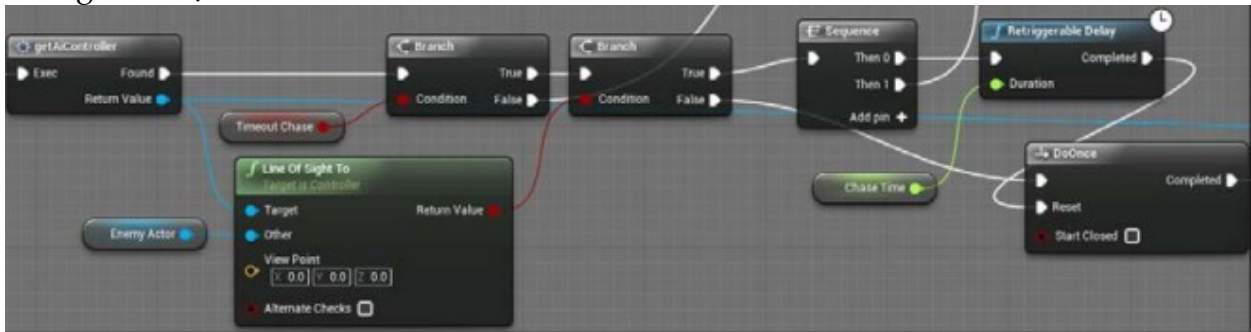 getAiController
Exec
Found
Return Value
Timeout Chase
Branch
True
Condition
False
Branch
True
Condition
False
Sequence
Then 0
Then 1
Add pin +
Retriggerable Delay
Completed
Duration
Line Of Sight To
Target is Controller
Target
Return Value
Other
View Point
X 0.0 Y 0.0 Z 0.0
Alternate Checks
Enemy Actor
Chase Time
DoOnce
Completed
Reset
Start Closed